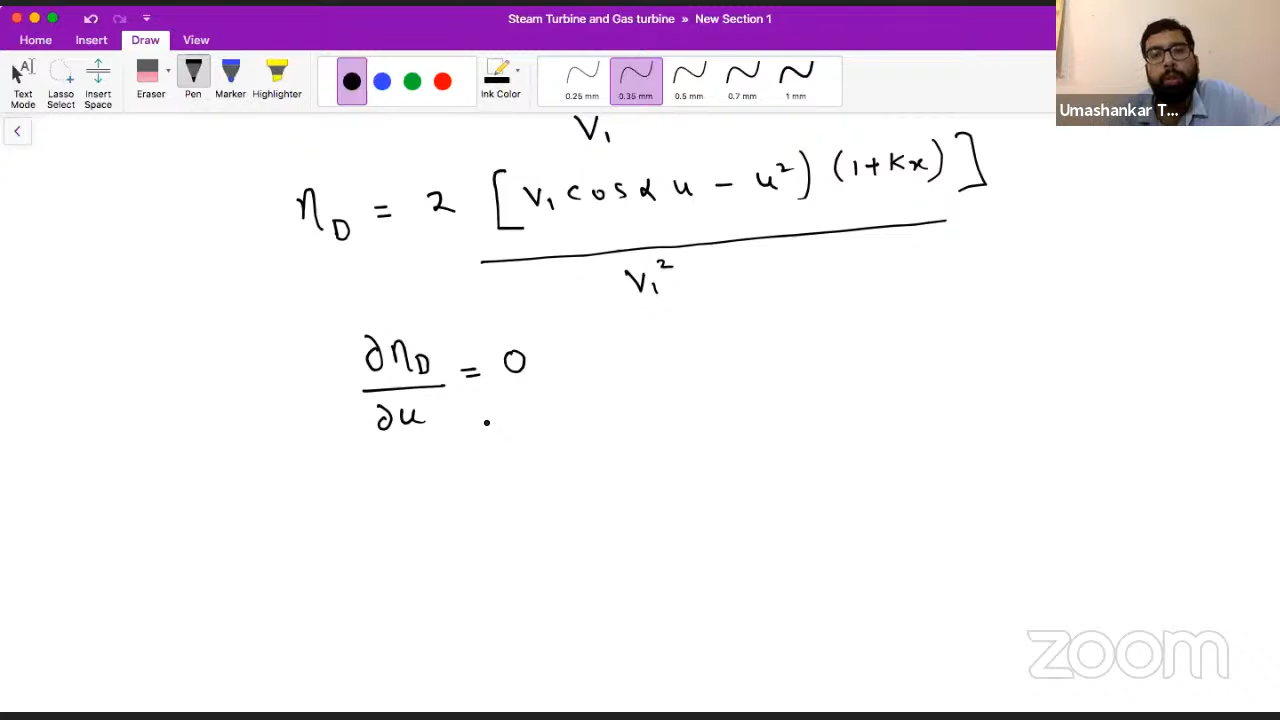 Steam Turbine and Gas turbine » New Section 1
Home Insert Draw View
Text Mode Lasso Select Insert Space Eraser Pen Marker Highlighter Ink Color 0.25 mm 0.35 mm 0.5 mm 0.7 mm 1 mm
Umashankar T...
V₁
η_D = 2 [V₁ cos α u − u²) (1 + Kx)]
V₁²
∂η_D = 0
∂u .
zoom